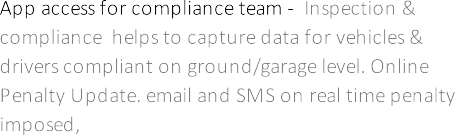 App access for compliance team - Inspection &
compliance helps to capture data for vehicles &
drivers compliant on ground/garage level. Online
Penalty Update. email and SMS on real time penalty
imposed,